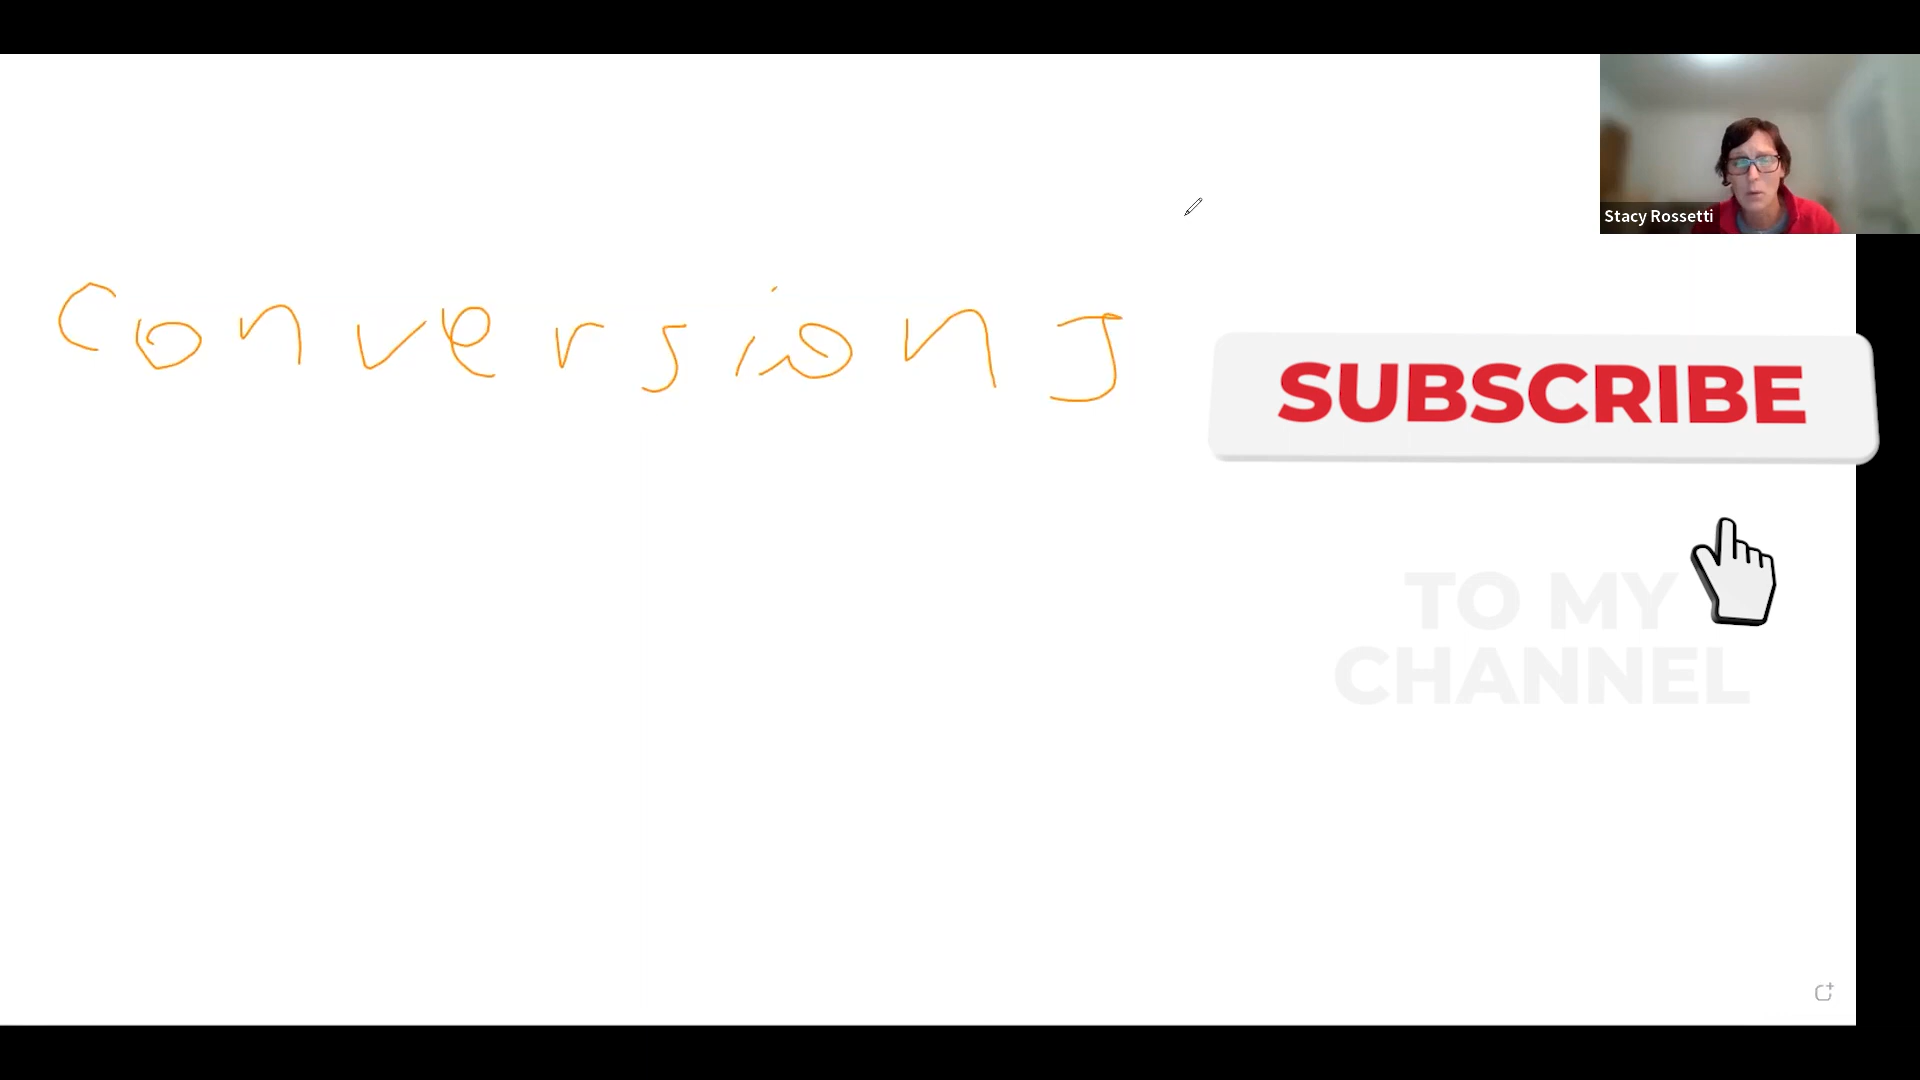 Stacy Rossetti
conversions
SUBSCRIBE
TO MY
CHANNEL